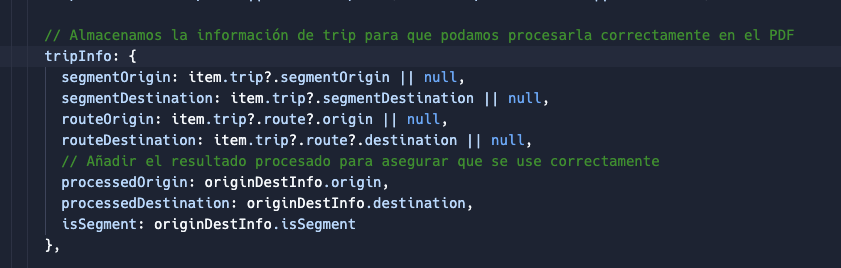 // Almacenamos la información de trip para que podamos procesarla correctamente en el PDF
tripInfo: {
segmentOrigin: item.trip?.segmentOrigin || null,
segmentDestination: item.trip?.segmentDestination || null,
routeOrigin: item.trip?.route?.origin || null,
routeDestination: item.trip?.route?.destination || null,
// Añadir el resultado procesado para asegurar que se use correctamente
processedOrigin: originDestInfo.origin,
processedDestination: originDestInfo.destination,
isSegment: originDestInfo.isSegment
},